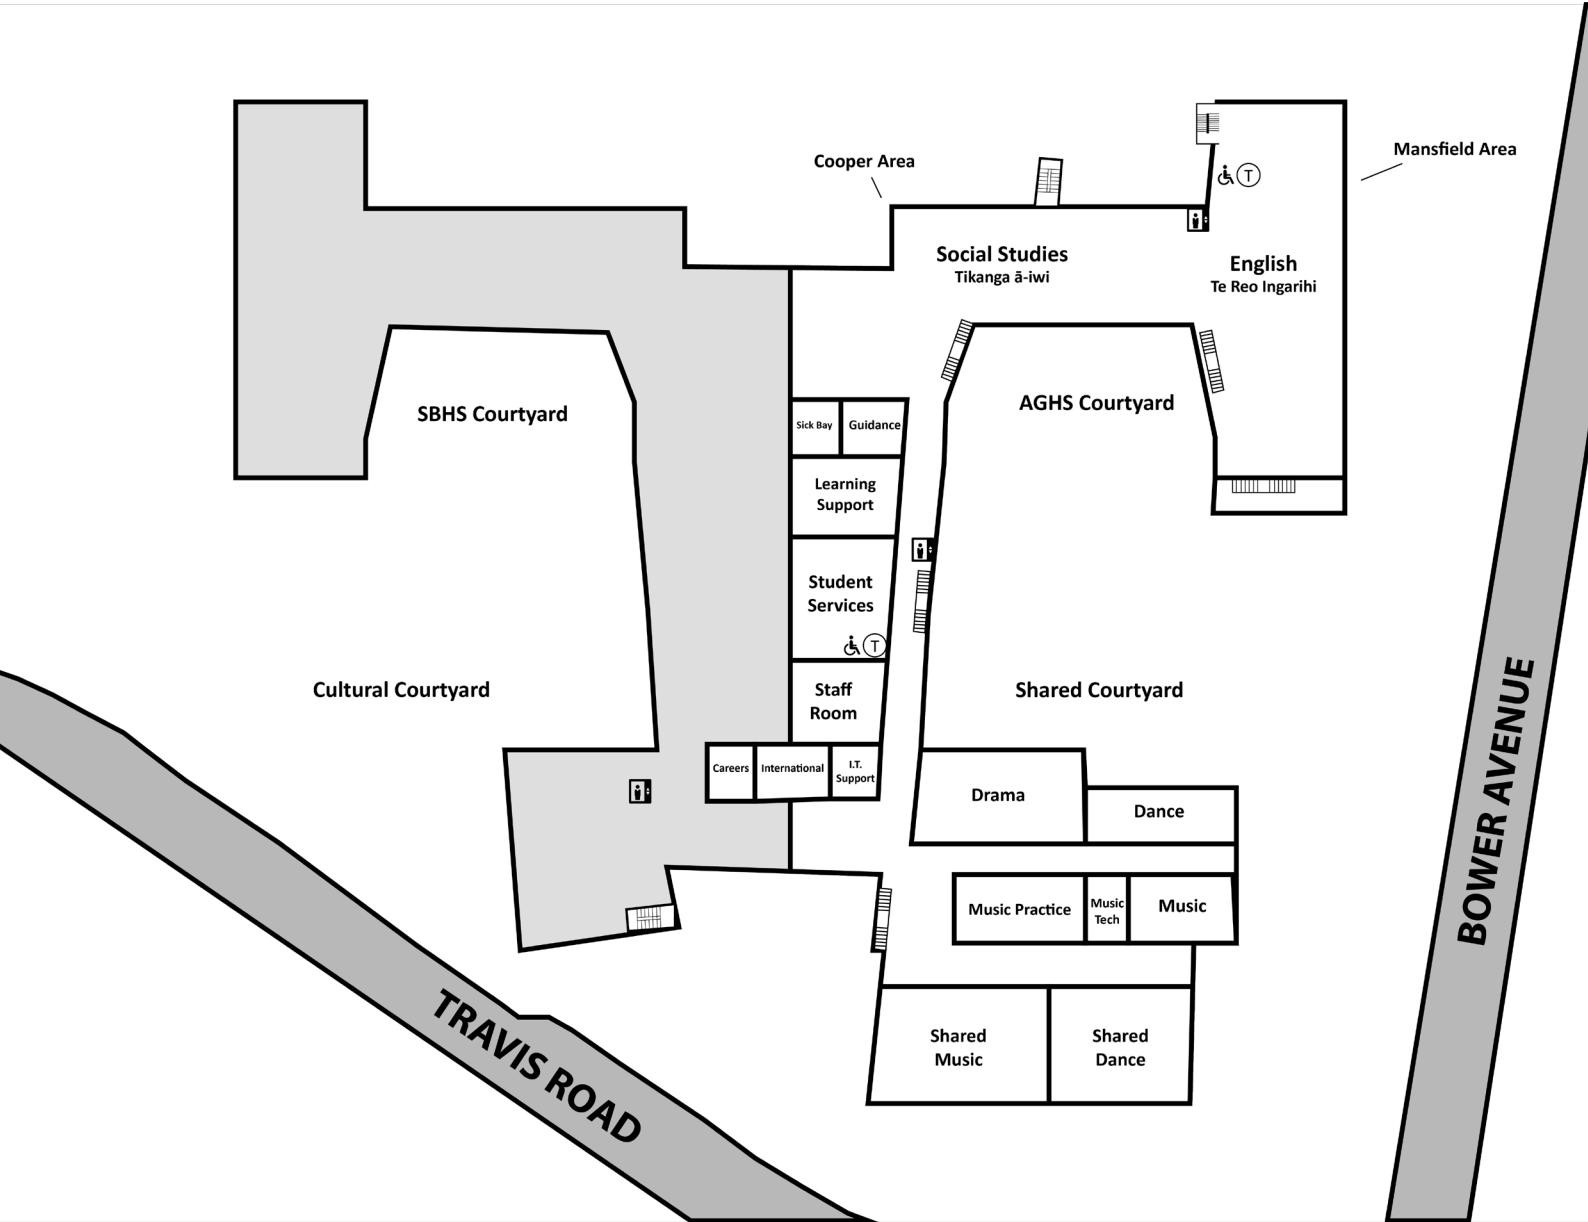 Cooper Area
Mansfield Area
T
Social Studies
Tikanga ā-iwi
English
Te Reo Ingarihi
SBHS Courtyard
AGHS Courtyard
Sick Bay
Guidance
Learning
Support
Student
Services
T
Staff
Room
Cultural Courtyard
Shared Courtyard
Careers
International
I.T.
Support
Drama
Dance
Music Practice
Music
Tech
Music
Shared
Music
Shared
Dance
TRAVIS ROAD
BOWER AVENUE